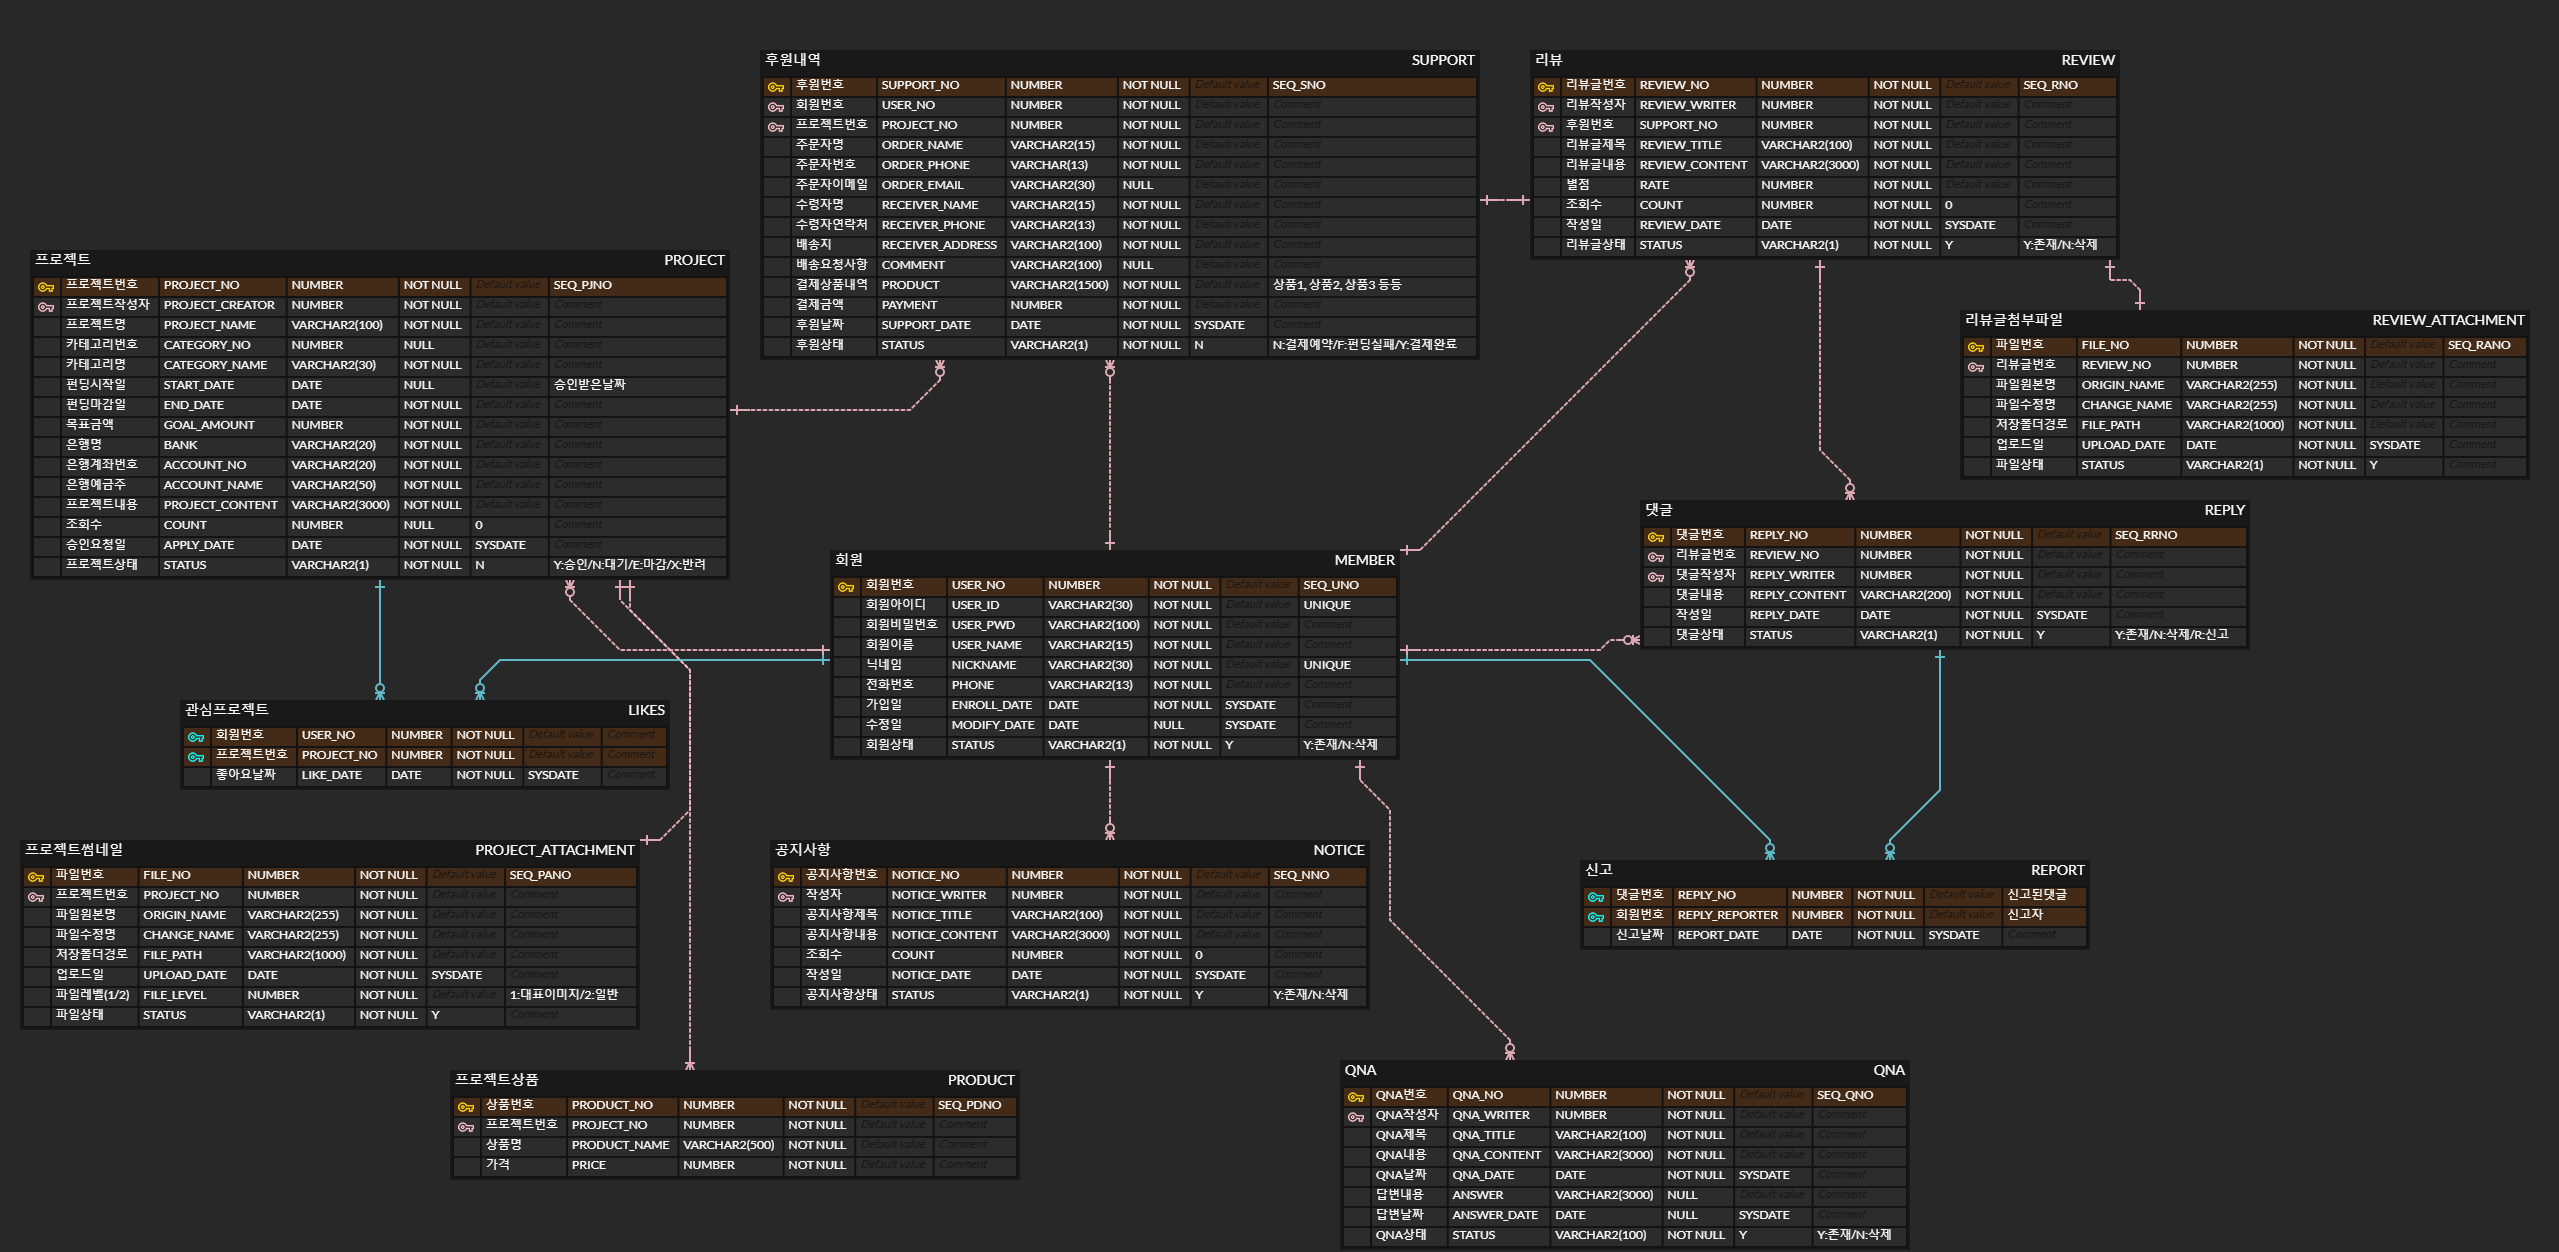 후원내역 SUPPORT
후원번호 SUPPORT_NO NUMBER NOT NULL Default value SEQ_SNO
회원번호 USER_NO NUMBER NOT NULL Default value Comment
프로젝트번호 PROJECT_NO NUMBER NOT NULL Default value Comment
주문자명 ORDER_NAME VARCHAR2(15) NOT NULL Default value Comment
주문자번호 ORDER_PHONE VARCHAR(13) NOT NULL Default value Comment
주문자이메일 ORDER_EMAIL VARCHAR2(30) NULL Default value Comment
수령자명 RECEIVER_NAME VARCHAR2(15) NOT NULL Default value Comment
수령자연락처 RECEIVER_PHONE VARCHAR2(13) NOT NULL Default value Comment
배송지 RECEIVER_ADDRESS VARCHAR2(100) NOT NULL Default value Comment
배송요청사항 COMMENT VARCHAR2(100) NULL Default value Comment
결제상품내역 PRODUCT VARCHAR2(1500) NOT NULL Default value 상품1, 상품2, 상품3 등등
결제금액 PAYMENT NUMBER NOT NULL Default value Comment
후원날짜 SUPPORT_DATE DATE NOT NULL SYSDATE Comment
후원상태 STATUS VARCHAR2(1) NOT NULL N N:결제예약/F:펀딩실패/Y:결제완료
리뷰 REVIEW
리뷰글번호 REVIEW_NO NUMBER NOT NULL Default value SEQ_RNO
리뷰작성자 REVIEW_WRITER NUMBER NOT NULL Default value Comment
후원번호 SUPPORT_NO NUMBER NOT NULL Default value Comment
리뷰글제목 REVIEW_TITLE VARCHAR2(100) NOT NULL Default value Comment
리뷰글내용 REVIEW_CONTENT VARCHAR2(3000) NOT NULL Default value Comment
별점 RATE NUMBER NOT NULL Default value Comment
조회수 COUNT NUMBER NOT NULL 0 Comment
작성일 REVIEW_DATE DATE NOT NULL SYSDATE Comment
리뷰글상태 STATUS VARCHAR2(1) NOT NULL Y Y:존재/N:삭제
프로젝트 PROJECT
프로젝트번호 PROJECT_NO NUMBER NOT NULL Default value SEQ_PJNO
프로젝트작성자 PROJECT_CREATOR NUMBER NOT NULL Default value Comment
프로젝트명 PROJECT_NAME VARCHAR2(100) NOT NULL Default value Comment
카테고리번호 CATEGORY_NO NUMBER NULL Default value Comment
카테고리명 CATEGORY_NAME VARCHAR2(30) NOT NULL Default value Comment
펀딩시작일 START_DATE DATE NULL Default value 승인받은날짜
펀딩마감일 END_DATE DATE NOT NULL Default value Comment
목표금액 GOAL_AMOUNT NUMBER NOT NULL Default value Comment
은행명 BANK VARCHAR2(20) NOT NULL Default value Comment
은행계좌번호 ACCOUNT_NO VARCHAR2(20) NOT NULL Default value Comment
은행예금주 ACCOUNT_NAME VARCHAR2(50) NOT NULL Default value Comment
프로젝트내용 PROJECT_CONTENT VARCHAR2(3000) NOT NULL Default value Comment
조회수 COUNT NUMBER NULL 0 Comment
승인요청일 APPLY_DATE DATE NOT NULL SYSDATE Comment
프로젝트상태 STATUS VARCHAR2(1) NOT NULL N Y:승인/N:대기/E:마감/X:반려
리뷰글첨부파일 REVIEW_ATTACHMENT
파일번호 FILE_NO NUMBER NOT NULL Default value SEQ_RANO
리뷰글번호 REVIEW_NO NUMBER NOT NULL Default value Comment
파일원본명 ORIGIN_NAME VARCHAR2(255) NOT NULL Default value Comment
파일수정명 CHANGE_NAME VARCHAR2(255) NOT NULL Default value Comment
저장폴더경로 FILE_PATH VARCHAR2(1000) NOT NULL Default value Comment
업로드일 UPLOAD_DATE DATE NOT NULL SYSDATE Comment
파일상태 STATUS VARCHAR2(1) NOT NULL Y Comment
댓글 REPLY
댓글번호 REPLY_NO NUMBER NOT NULL Default value SEQ_RRNO
리뷰글번호 REVIEW_NO NUMBER NOT NULL Default value Comment
댓글작성자 REPLY_WRITER NUMBER NOT NULL Default value Comment
댓글내용 REPLY_CONTENT VARCHAR2(200) NOT NULL Default value Comment
작성일 REPLY_DATE DATE NOT NULL SYSDATE Comment
댓글상태 STATUS VARCHAR2(1) NOT NULL Y Y:존재/N:삭제/R:신고
회원 MEMBER
회원번호 USER_NO NUMBER NOT NULL Default value SEQ_UNO
회원아이디 USER_ID VARCHAR2(30) NOT NULL Default value UNIQUE
회원비밀번호 USER_PWD VARCHAR2(100) NOT NULL Default value Comment
회원이름 USER_NAME VARCHAR2(15) NOT NULL Default value Comment
닉네임 NICKNAME VARCHAR2(30) NOT NULL Default value UNIQUE
전화번호 PHONE VARCHAR2(13) NOT NULL Default value Comment
가입일 ENROLL_DATE DATE NOT NULL SYSDATE Comment
수정일 MODIFY_DATE DATE NULL SYSDATE Comment
회원상태 STATUS VARCHAR2(1) NOT NULL Y Y:존재/N:삭제
관심프로젝트 LIKES
회원번호 USER_NO NUMBER NOT NULL Default value Comment
프로젝트번호 PROJECT_NO NUMBER NOT NULL Default value Comment
좋아요날짜 LIKE_DATE DATE NOT NULL SYSDATE Comment
프로젝트썸네일 PROJECT_ATTACHMENT
파일번호 FILE_NO NUMBER NOT NULL Default value SEQ_PANO
프로젝트번호 PROJECT_NO NUMBER NOT NULL Default value Comment
파일원본명 ORIGIN_NAME VARCHAR2(255) NOT NULL Default value Comment
파일수정명 CHANGE_NAME VARCHAR2(255) NOT NULL Default value Comment
저장폴더경로 FILE_PATH VARCHAR2(1000) NOT NULL Default value Comment
업로드일 UPLOAD_DATE DATE NOT NULL SYSDATE Comment
파일레벨(1/2) FILE_LEVEL NUMBER NOT NULL Default value 1:대표이미지/2:일반
파일상태 STATUS VARCHAR2(1) NOT NULL Y Comment
공지사항 NOTICE
공지사항번호 NOTICE_NO NUMBER NOT NULL Default value SEQ_NNO
작성자 NOTICE_WRITER NUMBER NOT NULL Default value Comment
공지사항제목 NOTICE_TITLE VARCHAR2(100) NOT NULL Default value Comment
공지사항내용 NOTICE_CONTENT VARCHAR2(3000) NOT NULL Default value Comment
조회수 COUNT NUMBER NOT NULL 0 Comment
작성일 NOTICE_DATE DATE NOT NULL SYSDATE Comment
공지사항상태 STATUS VARCHAR2(1) NOT NULL Y Y:존재/N:삭제
신고 REPORT
댓글번호 REPLY_NO NUMBER NOT NULL Default value 신고된댓글
회원번호 REPLY_REPORTER NUMBER NOT NULL Default value 신고자
신고날짜 REPORT_DATE DATE NOT NULL SYSDATE Comment
프로젝트상품 PRODUCT
상품번호 PRODUCT_NO NUMBER NOT NULL Default value SEQ_PDNO
프로젝트번호 PROJECT_NO NUMBER NOT NULL Default value Comment
상품명 PRODUCT_NAME VARCHAR2(500) NOT NULL Default value Comment
가격 PRICE NUMBER NOT NULL Default value Comment
QNA QNA
QNA번호 QNA_NO NUMBER NOT NULL Default value SEQ_QNO
QNA작성자 QNA_WRITER NUMBER NOT NULL Default value Comment
QNA제목 QNA_TITLE VARCHAR2(100) NOT NULL Default value Comment
QNA내용 QNA_CONTENT VARCHAR2(3000) NOT NULL Default value Comment
QNA날짜 QNA_DATE DATE NOT NULL SYSDATE Comment
답변내용 ANSWER VARCHAR2(3000) NULL Default value Comment
답변날짜 ANSWER_DATE DATE NULL SYSDATE Comment
QNA상태 STATUS VARCHAR2(100) NOT NULL Y Y:존재/N:삭제